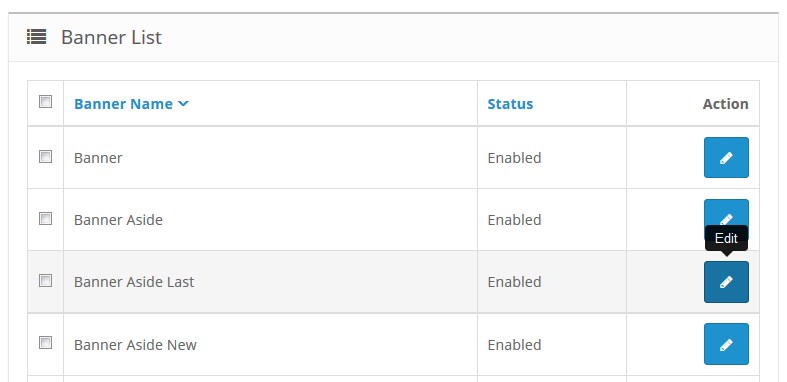 Banner List
Banner Name Status Action
Banner Enabled
Banner Aside Enabled
Edit
Banner Aside Last Enabled
Banner Aside New Enabled